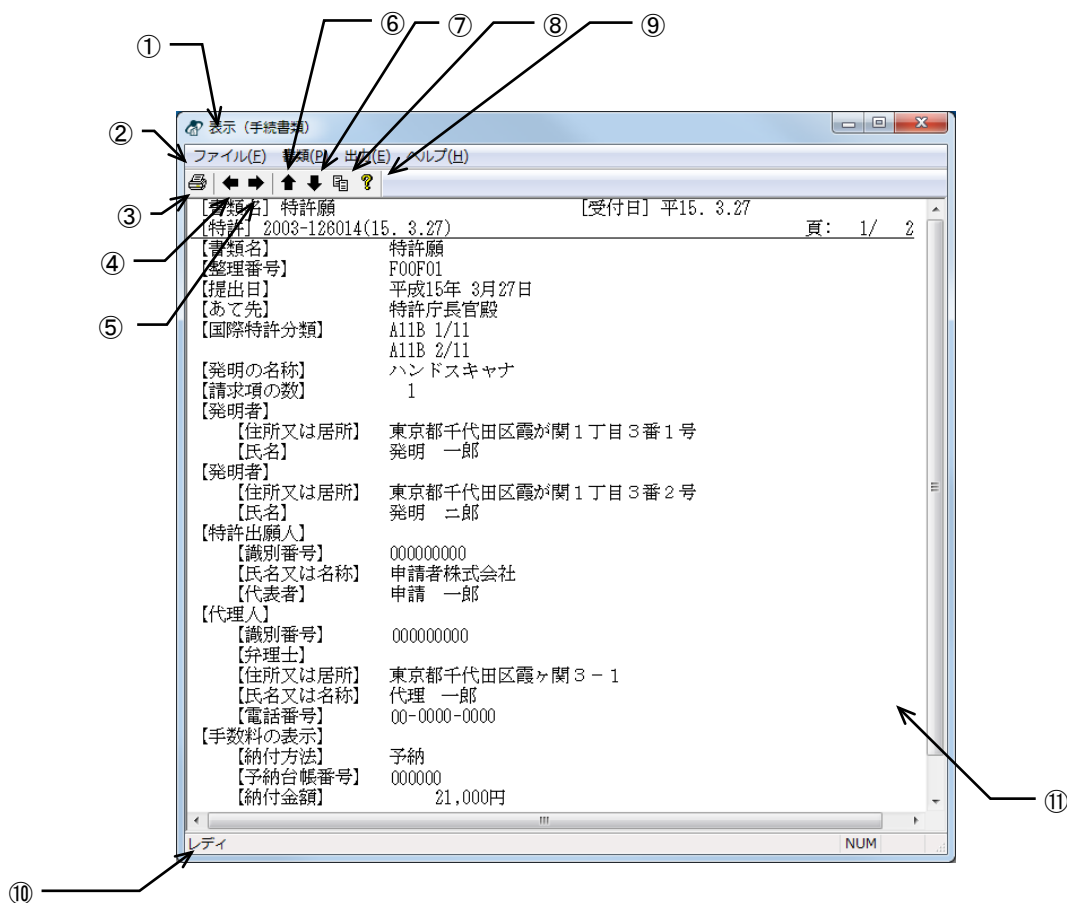 ⑥ ⑦ ⑧ ⑨
①
②
表示（手続書類）
ファイル(F) 書類(P) 出力(E) ヘルプ(H)
③
④
⑤
[書類名] 特許願 [受付日] 平15. 3.27
[特許] 2003-126014(15. 3.27) 頁: 1/ 2
【書類名】 特許願
【整理番号】 F00F01
【提出日】 平成15年 3月27日
【あて先】 特許庁長官殿
【国際特許分類】 A11B 1/11
A11B 2/11
【発明の名称】 ハンドスキャナ
【請求項の数】 1
【発明者】
【住所又は居所】 東京都千代田区霞が関１丁目３番１号
【氏名】 発明 一郎
【発明者】
【住所又は居所】 東京都千代田区霞が関１丁目３番２号
【氏名】 発明 二郎
【特許出願人】
【識別番号】 000000000
【氏名又は名称】 申請者株式会社
【代表者】 申請 一郎
【代理人】
【識別番号】 000000000
【弁理士】
【住所又は居所】 東京都千代田区霞ヶ関３－１
【氏名又は名称】 代理 一郎
【電話番号】 00-0000-0000
【手数料の表示】
【納付方法】 予納
【予納台帳番号】 000000
【納付金額】 21,000円
⑪
レディ NUM
⑩